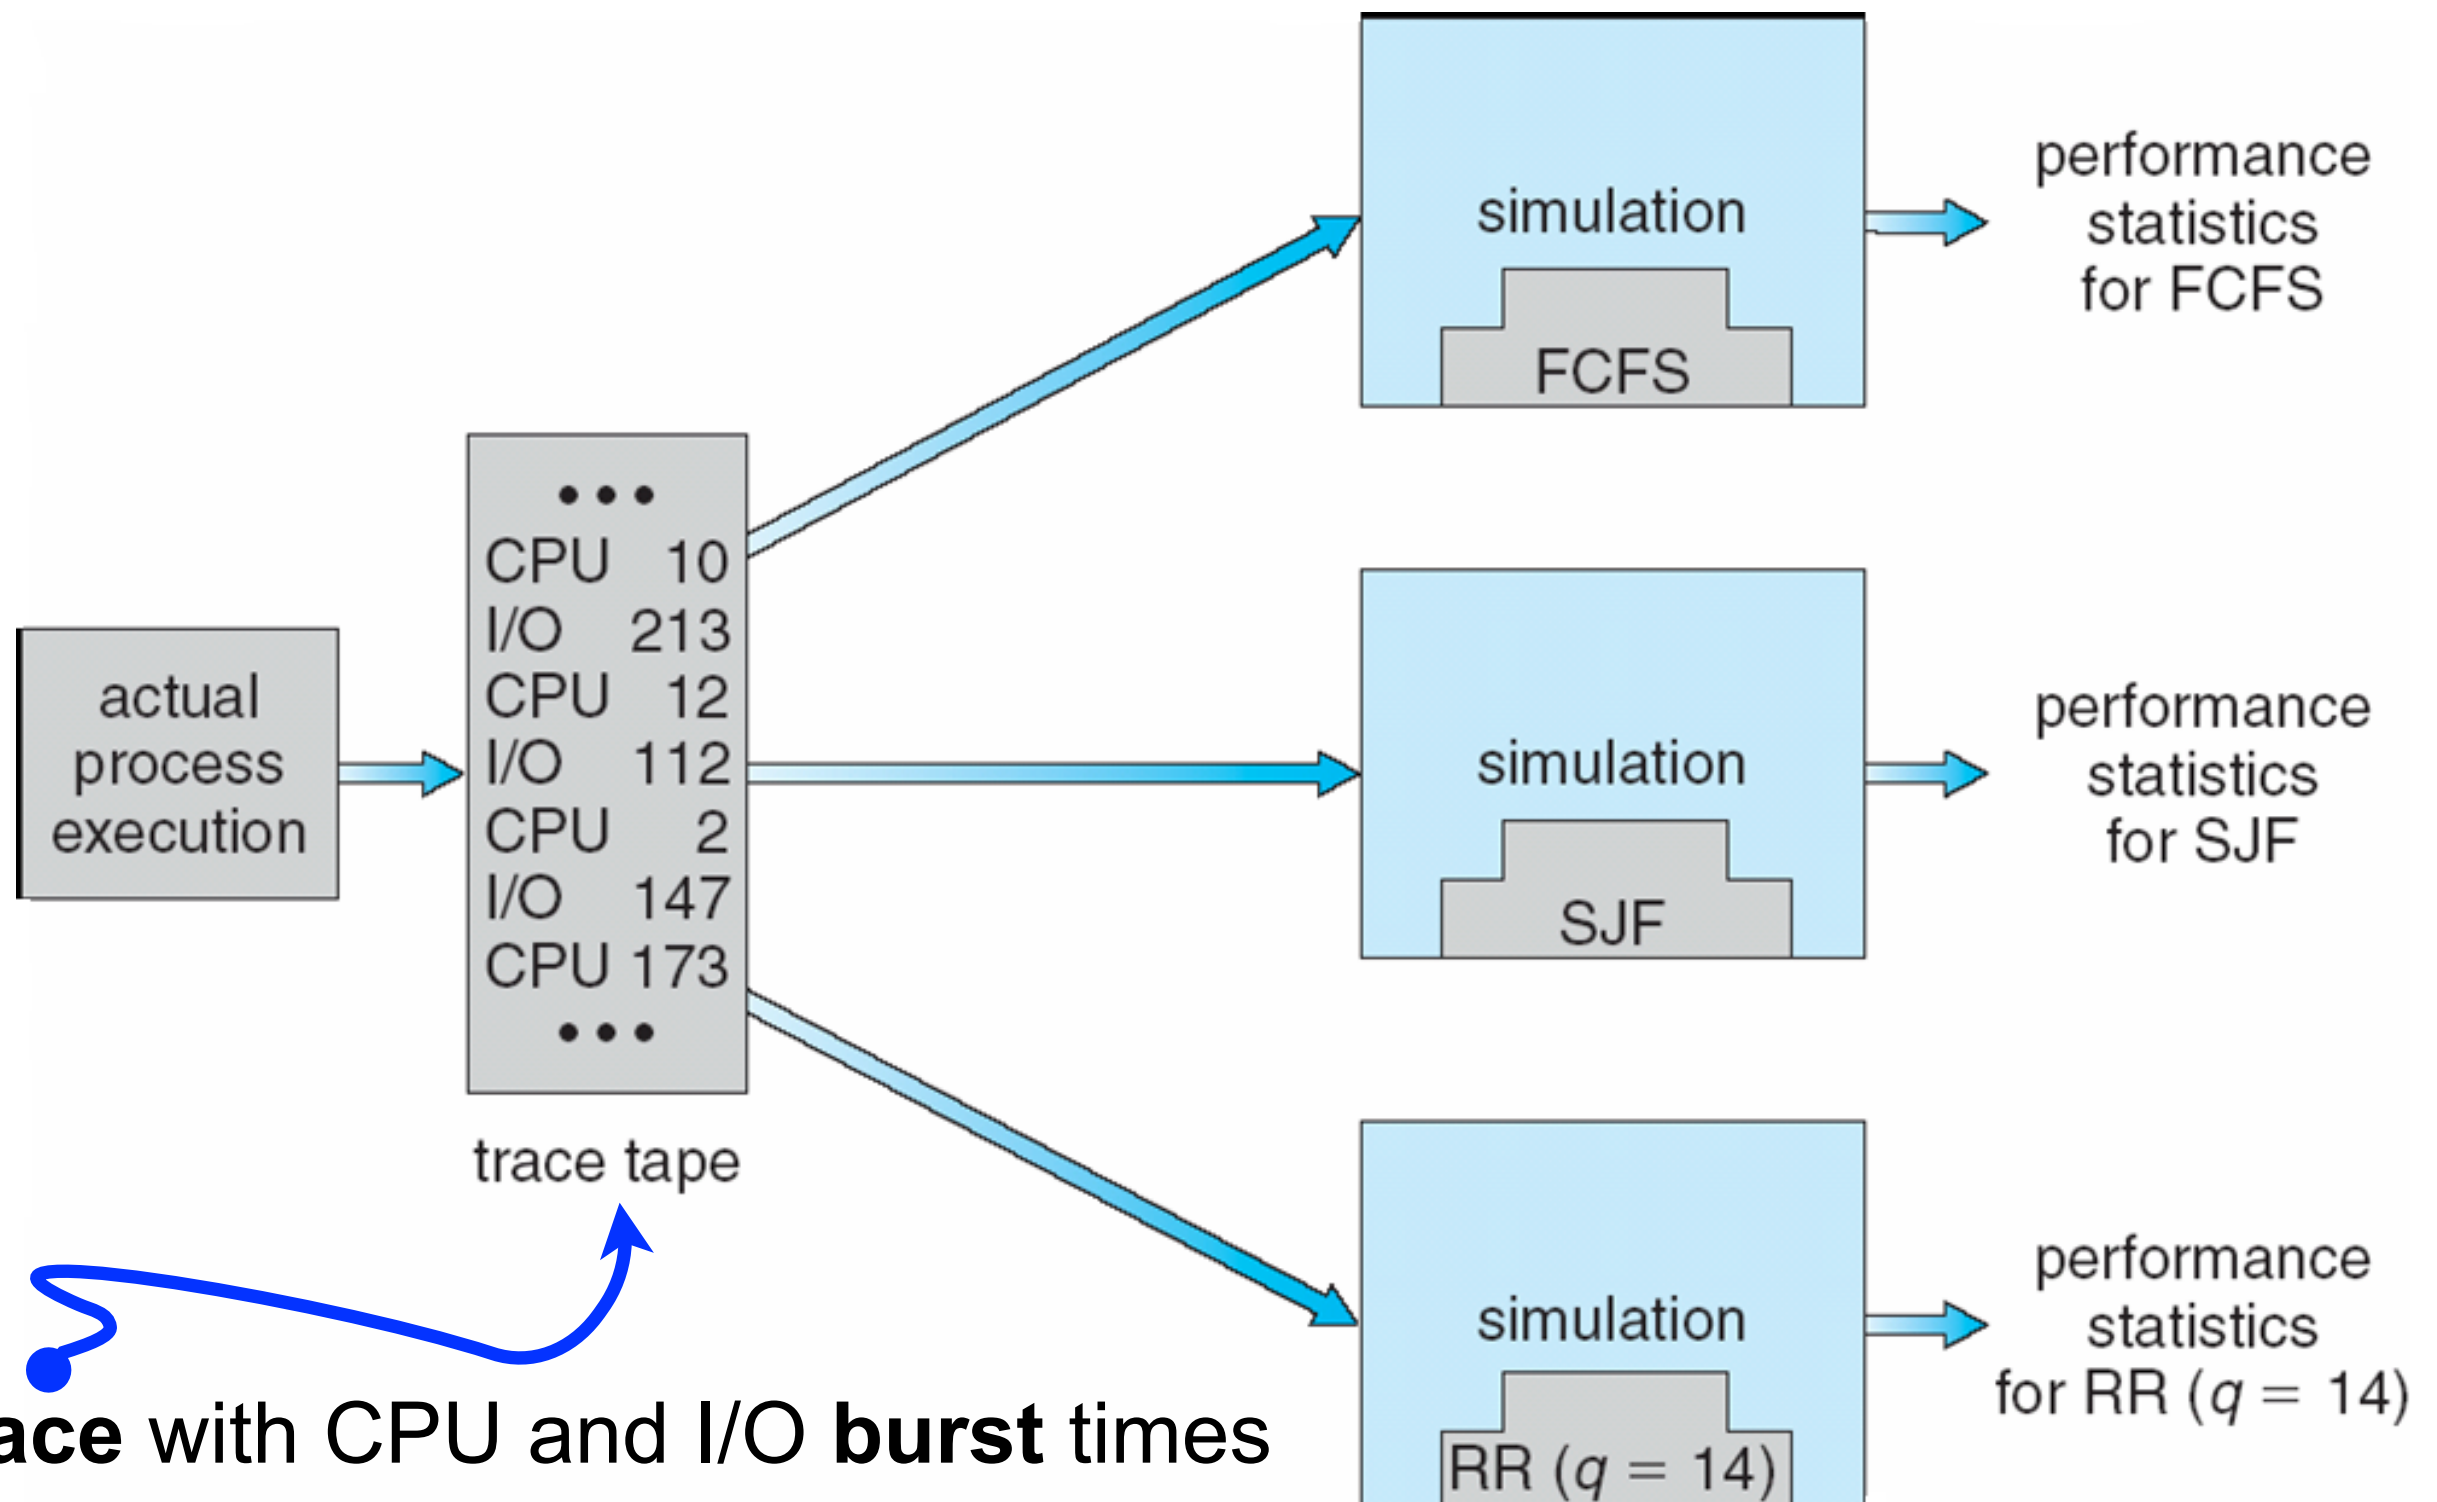 actual
process
execution
•••
CPU 10
I/O 213
CPU 12
I/O 112
CPU 2
I/O 147
CPU 173
•••
trace tape
simulation
FCFS
performance
statistics
for FCFS
simulation
SJF
performance
statistics
for SJF
simulation
RR (q = 14)
performance
statistics
for RR (q = 14)
ace with CPU and I/O burst times